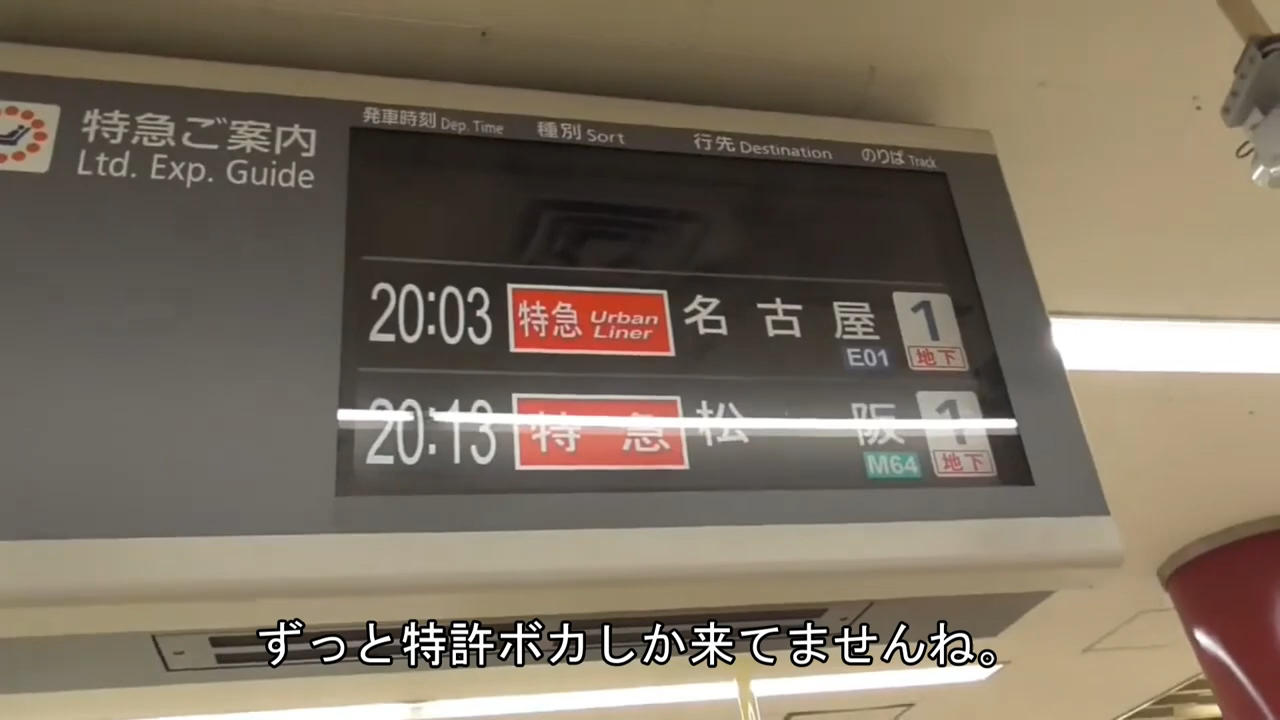 特急ご案内
Ltd. Exp. Guide
発車時刻 Dep. Time 種別 Sort 行先 Destination のりば Track
20:03 特急 Urban Liner 名古屋 E01 1 地下
20:13 特急 松阪 M64 1 地下
ずっと特許ボカしか来てませんね。